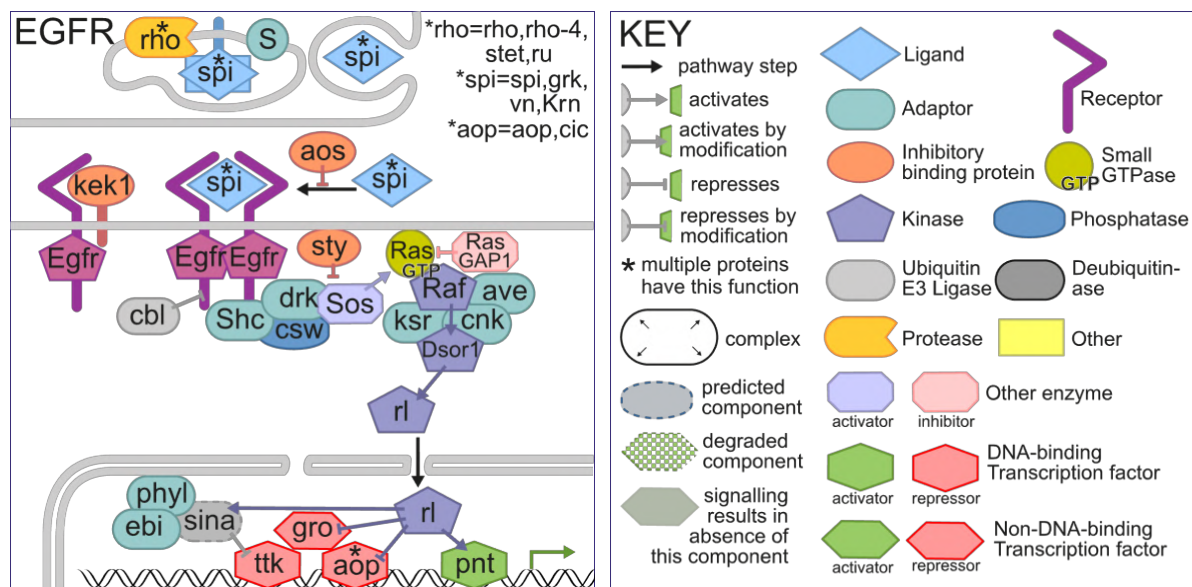 EGFR
rho
*
S
spi
*
spi
*
*rho=rho,rho-4,
stet,ru
*spi=spi,grk,
vn,Krn
*aop=aop,cic
kek1
spi
*
aos
spi
*
Egfr
Egfr
Egfr
sty
Ras
GTP
Ras
GAP1
cbl
Shc
drk
csw
Sos
Raf
ave
ksr
cnk
Dsor1
rl
phyl
ebi
sina
gro
rl
ttk
aop
*
pnt
KEY
pathway step
activates
activates by
modification
represses
represses by
modification
* multiple proteins
have this function
complex
predicted
component
degraded
component
signalling
results in
absence of
this component
Ligand
Receptor
Adaptor
Inhibitory
binding protein
GTP
Small
GTPase
Kinase
Phosphatase
Ubiquitin
E3 Ligase
Deubiquitin-
ase
Protease
Other
Other enzyme
activator
inhibitor
DNA-binding
Transcription factor
activator
repressor
Non-DNA-binding
Transcription factor
activator
repressor